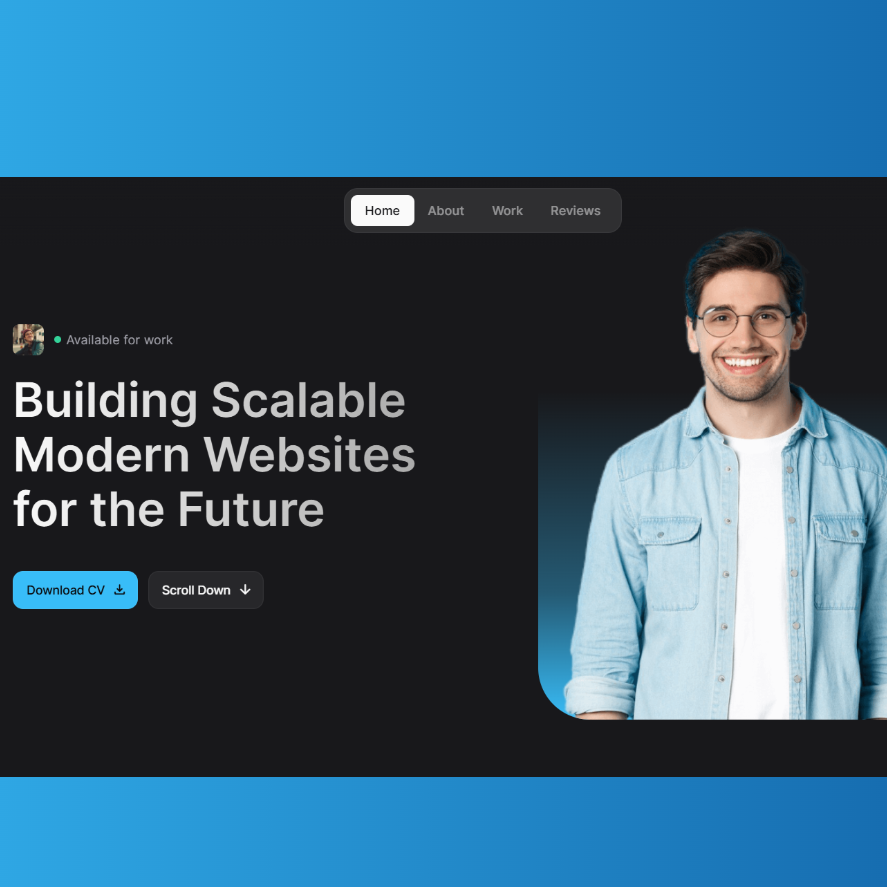 Home About Work Reviews
Available for work
Building Scalable
Modern Websites
for the Future
Download CV
Scroll Down